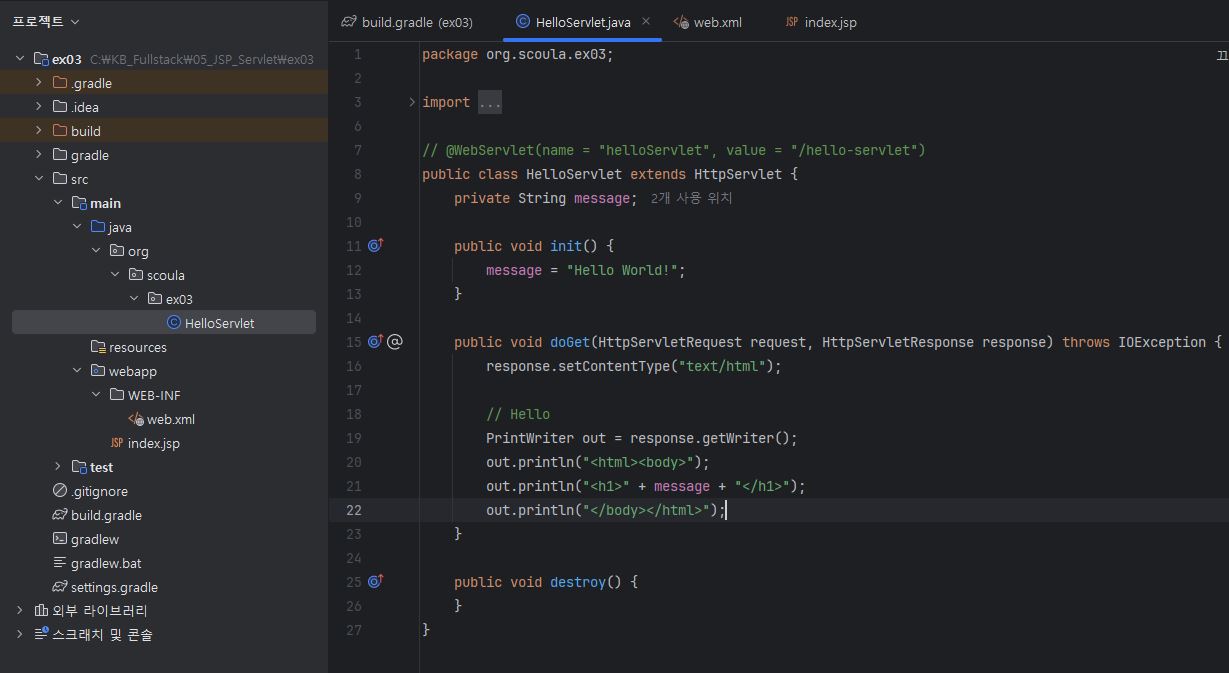 프로젝트
ex03 C:₩KB_Fullstack₩05_JSP_Servlet₩ex03
.gradle
.idea
build
gradle
src
main
java
org
scoula
ex03
HelloServlet
resources
webapp
WEB-INF
web.xml
JSP index.jsp
test
.gitignore
build.gradle
gradlew
gradlew.bat
settings.gradle
외부 라이브러리
스크래치 및 콘솔
build.gradle (ex03) HelloServlet.java web.xml JSP index.jsp
1 package org.scoula.ex03;
2
3 import ...
6
7 // @WebServlet(name = "helloServlet", value = "/hello-servlet")
8 public class HelloServlet extends HttpServlet {
9 private String message; 2개 사용 위치
10
11 public void init() {
12 message = "Hello World!";
13 }
14
15 public void doGet(HttpServletRequest request, HttpServletResponse response) throws IOException {
16 response.setContentType("text/html");
17
18 // Hello
19 PrintWriter out = response.getWriter();
20 out.println("<html><body>");
21 out.println("<h1>" + message + "</h1>");
22 out.println("</body></html>");
23 }
24
25 public void destroy() {
26 }
27 }